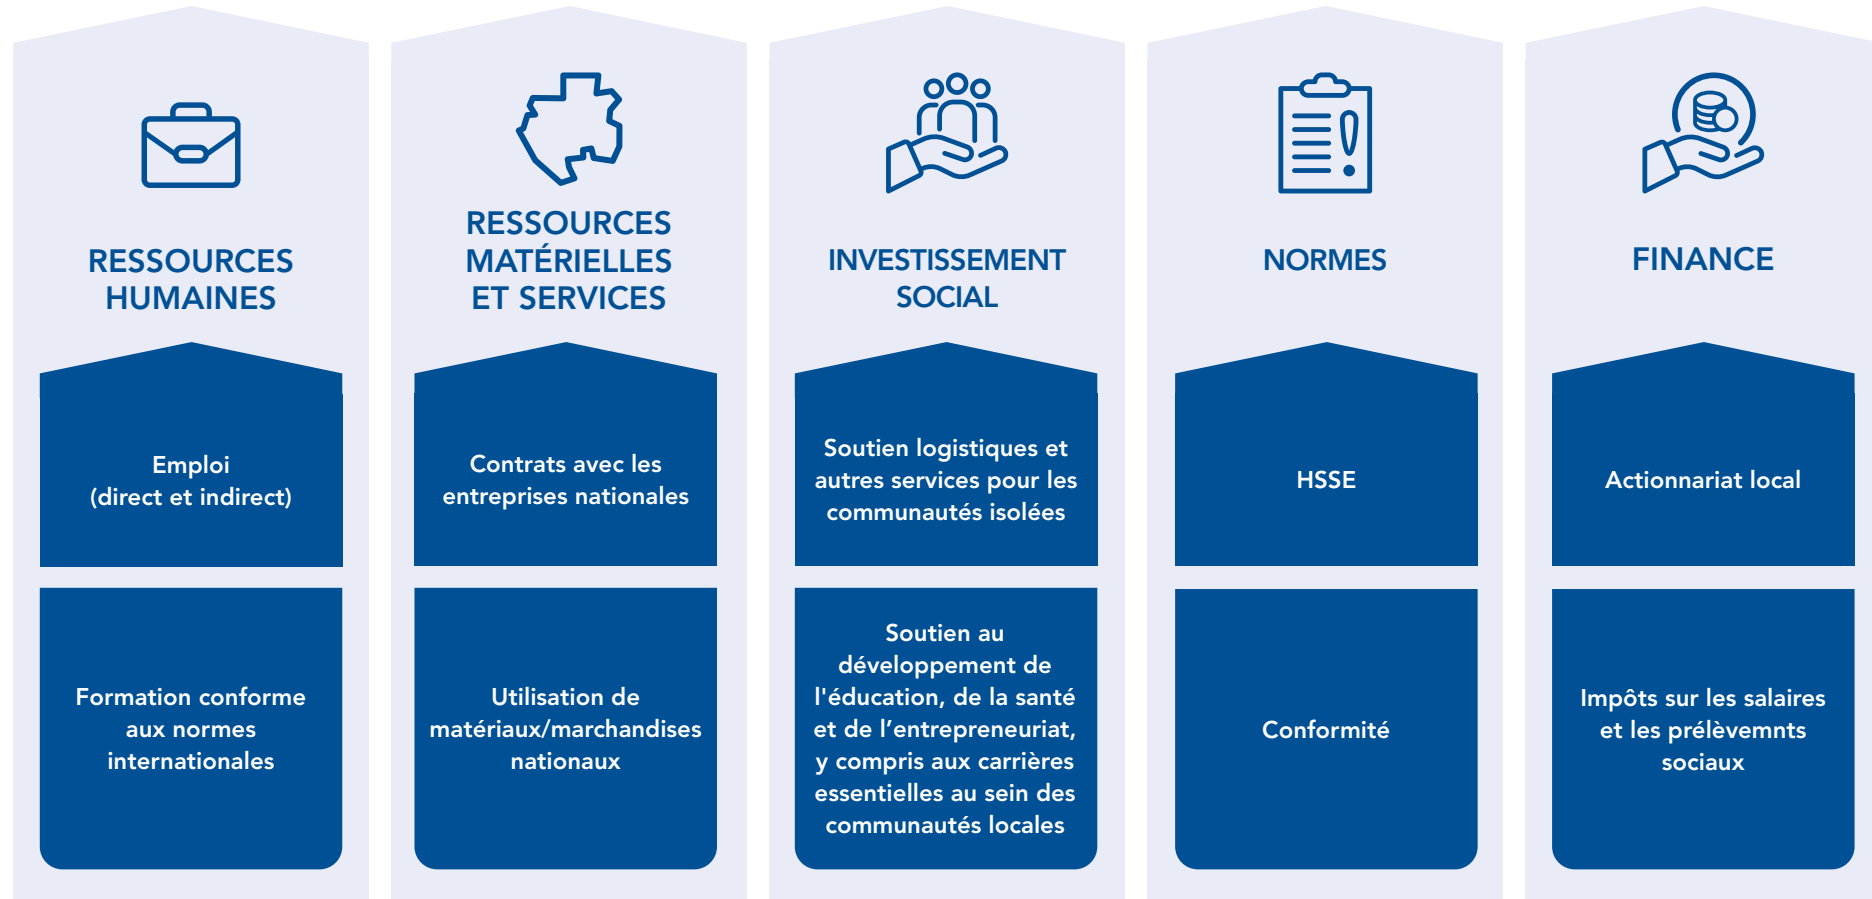 RESSOURCES
HUMAINES
Emploi
(direct et indirect)
Formation conforme
aux normes
internationales
RESSOURCES
MATÉRIELLES
ET SERVICES
Contrats avec les
entreprises nationales
Utilisation de
matériaux/marchandises
nationaux
INVESTISSEMENT
SOCIAL
Soutien logistiques et
autres services pour les
communautés isolées
Soutien au
développement de
l'éducation, de la santé
et de l’entrepreneuriat,
y compris aux carrières
essentielles au sein des
communautés locales
NORMES
HSSE
Conformité
FINANCE
Actionnariat local
Impôts sur les salaires
et les prélèvemnts
sociaux